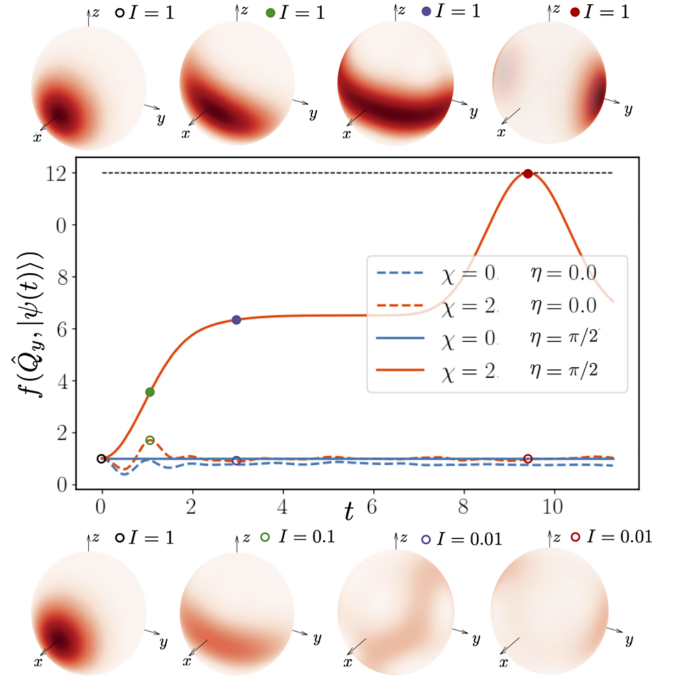 z I = 1 z I = 1 z I = 1 z I = 1
x y x y x y x y
12
0
8
6
4
2
0
f(Q̂_y, |ψ(t)⟩)
χ = 0. η = 0.0
χ = 2. η = 0.0
χ = 0. η = π/2
χ = 2. η = π/2
0 2 4 6 8 10
t
z I = 1 z I = 0.1 z I = 0.01 z I = 0.01
x y x y x y x y